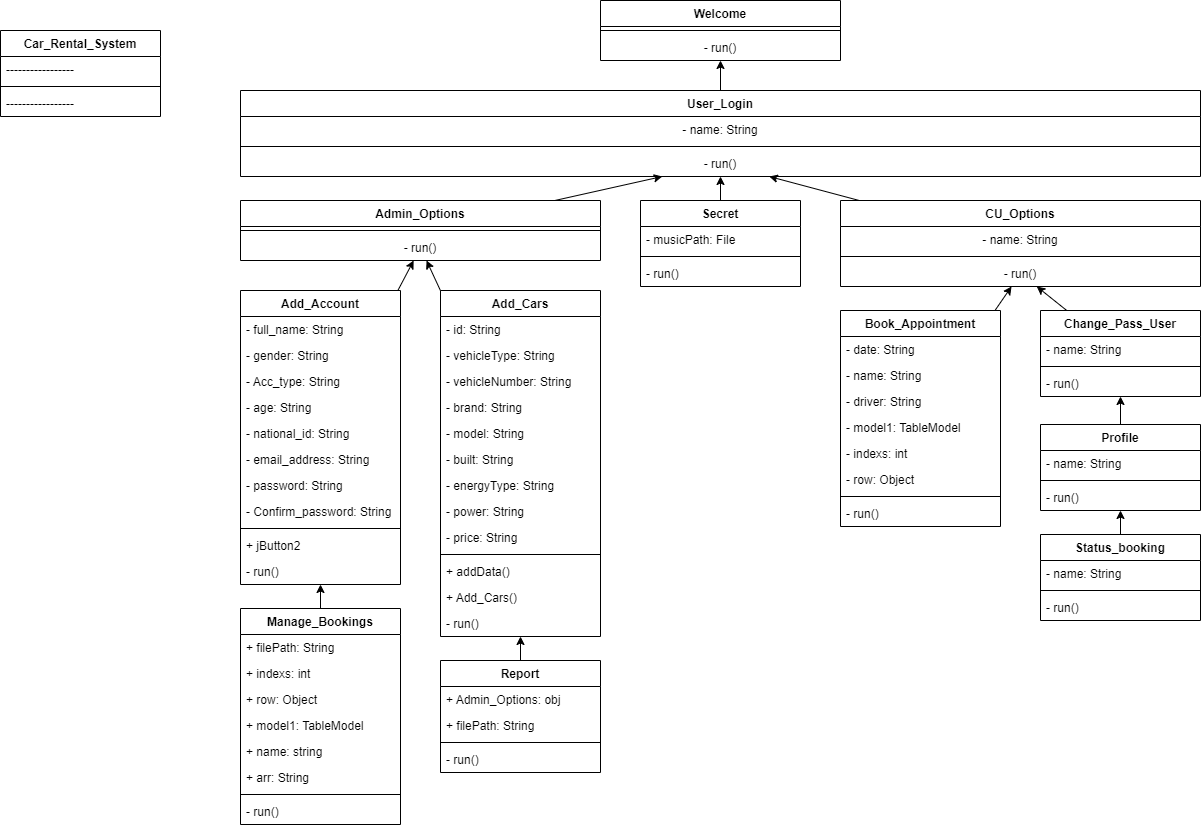 Car_Rental_System
-----------------
-----------------
Welcome
- run()
User_Login
- name: String
- run()
Admin_Options
- run()
Secret
- musicPath: File
- run()
CU_Options
- name: String
- run()
Add_Account
- full_name: String
- gender: String
- Acc_type: String
- age: String
- national_id: String
- email_address: String
- password: String
- Confirm_password: String
+ jButton2
- run()
Add_Cars
- id: String
- vehicleType: String
- vehicleNumber: String
- brand: String
- model: String
- built: String
- energyType: String
- power: String
- price: String
+ addData()
+ Add_Cars()
- run()
Book_Appointment
- date: String
- name: String
- driver: String
- model1: TableModel
- indexs: int
- row: Object
- run()
Change_Pass_User
- name: String
- run()
Profile
- name: String
- run()
Status_booking
- name: String
- run()
Manage_Bookings
+ filePath: String
+ indexs: int
+ row: Object
+ model1: TableModel
+ name: string
+ arr: String
- run()
Report
+ Admin_Options: obj
+ filePath: String
- run()